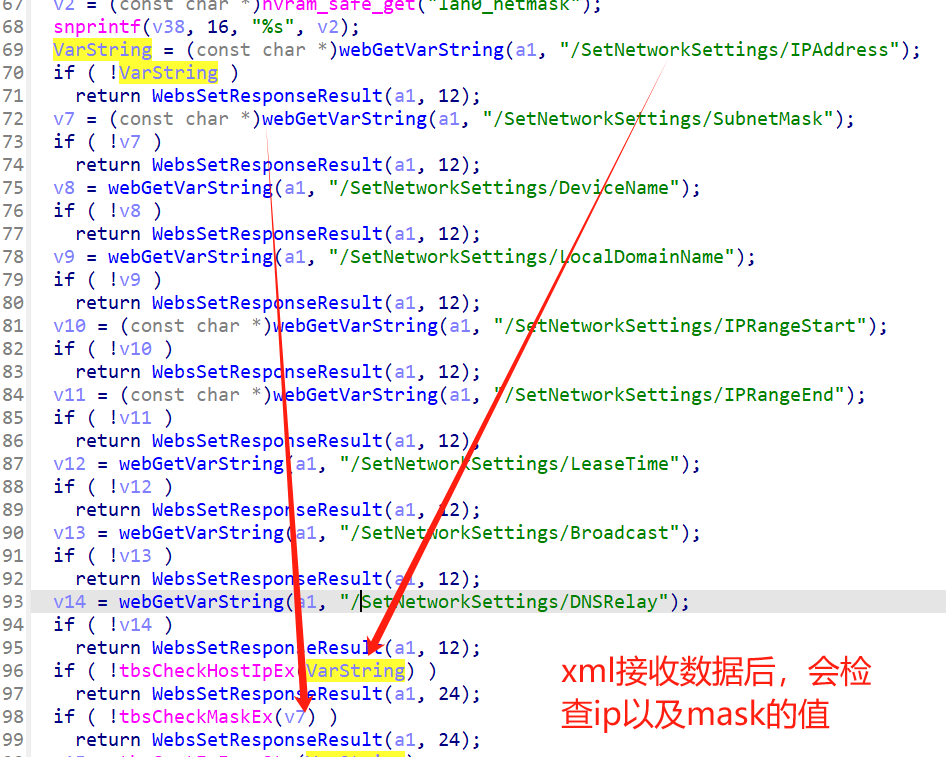 67 v2 = (const char *)nvram_safe_get("lan0_netmask");
68 snprintf(v38, 16, "%s", v2);
69 VarString = (const char *)webGetVarString(a1, "/SetNetworkSettings/IPAddress");
70 if ( !VarString )
71 return WebsSetResponseResult(a1, 12);
72 v7 = (const char *)webGetVarString(a1, "/SetNetworkSettings/SubnetMask");
73 if ( !v7 )
74 return WebsSetResponseResult(a1, 12);
75 v8 = webGetVarString(a1, "/SetNetworkSettings/DeviceName");
76 if ( !v8 )
77 return WebsSetResponseResult(a1, 12);
78 v9 = webGetVarString(a1, "/SetNetworkSettings/LocalDomainName");
79 if ( !v9 )
80 return WebsSetResponseResult(a1, 12);
81 v10 = (const char *)webGetVarString(a1, "/SetNetworkSettings/IPRangeStart");
82 if ( !v10 )
83 return WebsSetResponseResult(a1, 12);
84 v11 = (const char *)webGetVarString(a1, "/SetNetworkSettings/IPRangeEnd");
85 if ( !v11 )
86 return WebsSetResponseResult(a1, 12);
87 v12 = webGetVarString(a1, "/SetNetworkSettings/LeaseTime");
88 if ( !v12 )
89 return WebsSetResponseResult(a1, 12);
90 v13 = webGetVarString(a1, "/SetNetworkSettings/Broadcast");
91 if ( !v13 )
92 return WebsSetResponseResult(a1, 12);
93 v14 = webGetVarString(a1, "/SetNetworkSettings/DNSRelay");
94 if ( !v14 )
95 return WebsSetResponseResult(a1, 12);
96 if ( !tbsCheckHostIpEx(VarString) )
97 return WebsSetResponseResult(a1, 24);
98 if ( !tbsCheckMaskEx(v7) )
99 return WebsSetResponseResult(a1, 24);
xml接收数据后，会检
查ip以及mask的值